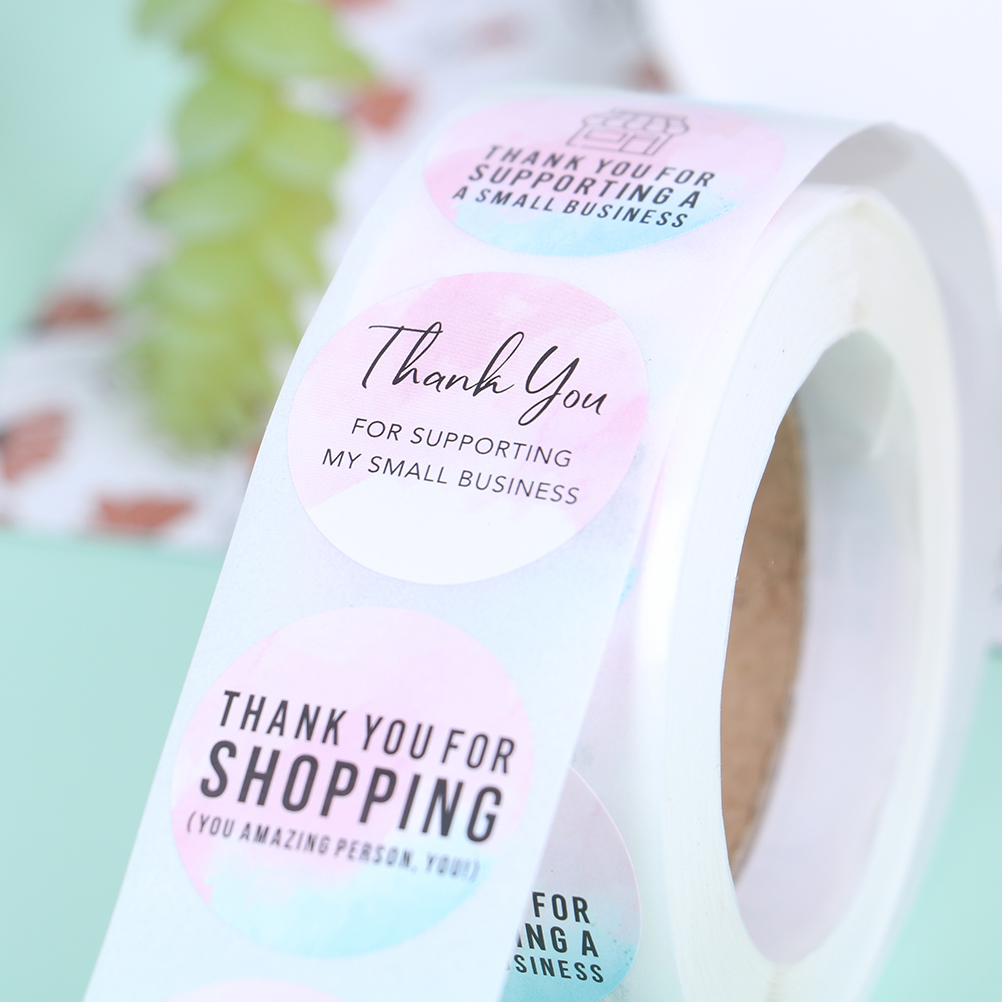 THANK YOU FOR
SUPPORTING A
A SMALL BUSINESS
Thank You
FOR SUPPORTING
MY SMALL BUSINESS
THANK YOU FOR
SHOPPING
(YOU AMAZING PERSON, YOU!)
FOR
ING A
SINESS